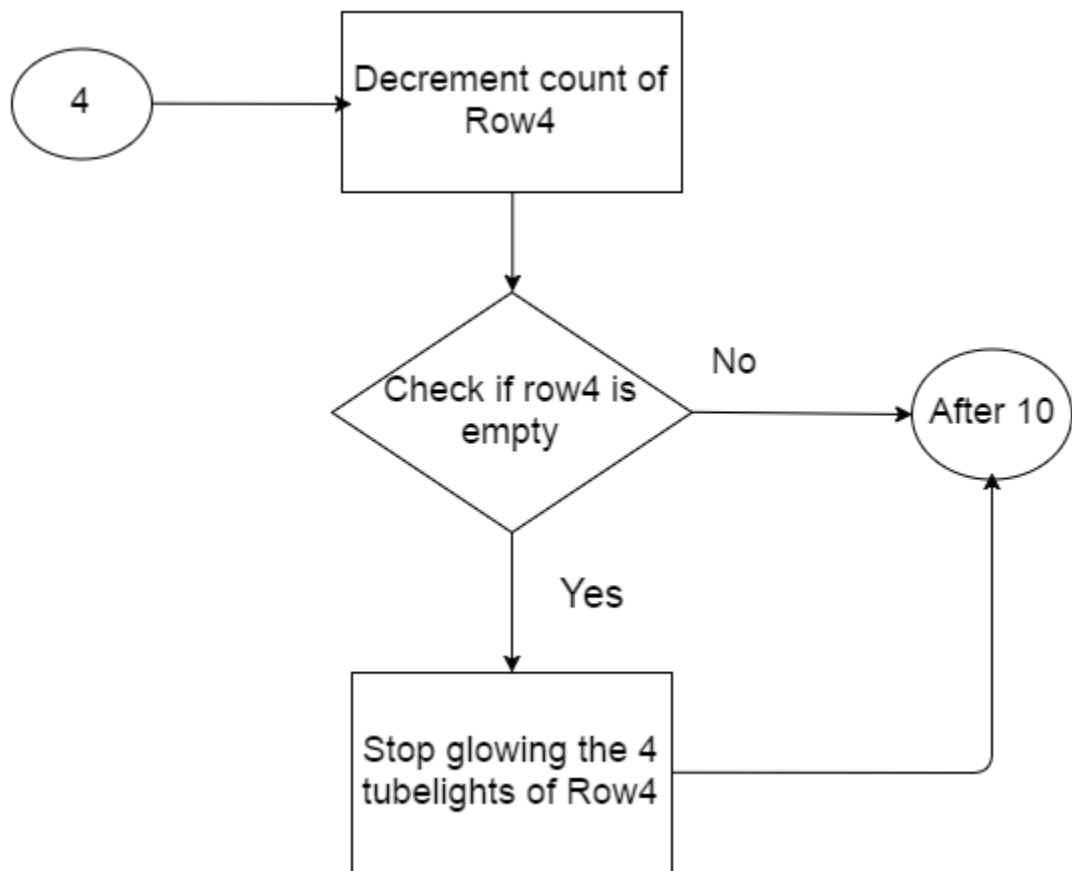 4
Decrement count of
Row4
Check if row4 is
empty
No
After 10
Yes
Stop glowing the 4
tubelights of Row4